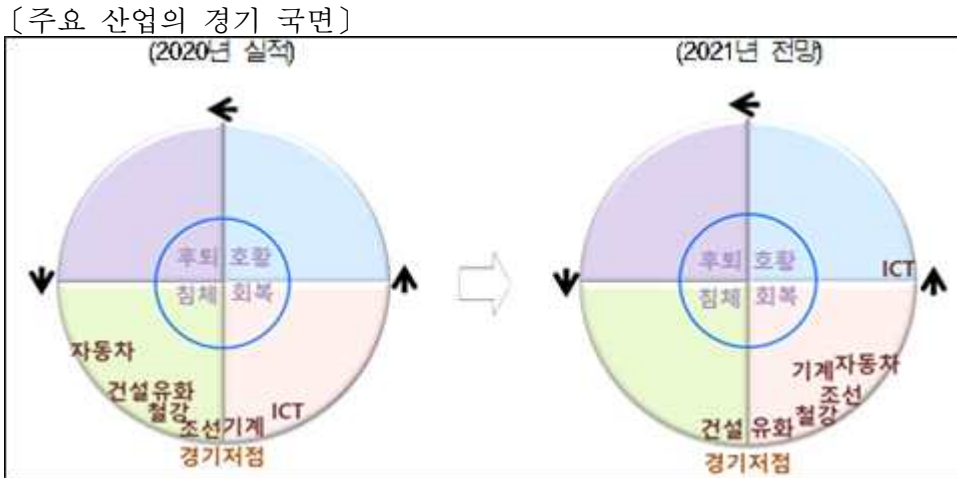 〔주요 산업의 경기 국면〕
(2020년 실적)
후퇴 호황
침체 회복
자동차
건설 유화
철강
ICT
조선 기계
경기저점
(2021년 전망)
후퇴 호황
ICT
침체 회복
기계 자동차
조선
철강
건설 유화
경기저점